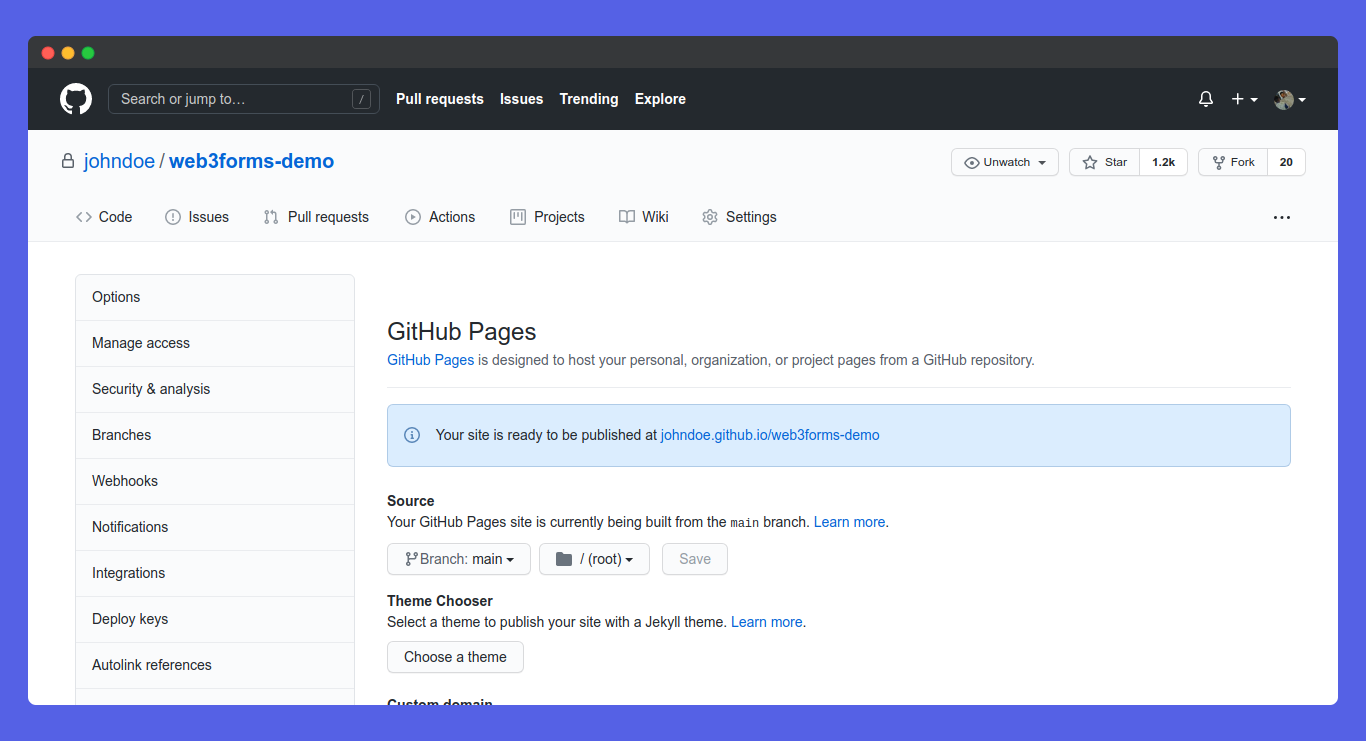 Search or jump to… / Pull requests Issues Trending Explore
johndoe / web3forms-demo Unwatch Star 1.2k Fork 20
Code Issues Pull requests Actions Projects Wiki Settings
Options
Manage access
Security & analysis
Branches
Webhooks
Notifications
Integrations
Deploy keys
Autolink references
GitHub Pages
GitHub Pages is designed to host your personal, organization, or project pages from a GitHub repository.
Your site is ready to be published at johndoe.github.io/web3forms-demo
Source
Your GitHub Pages site is currently being built from the main branch. Learn more.
Branch: main / (root) Save
Theme Chooser
Select a theme to publish your site with a Jekyll theme. Learn more.
Choose a theme
Custom domain